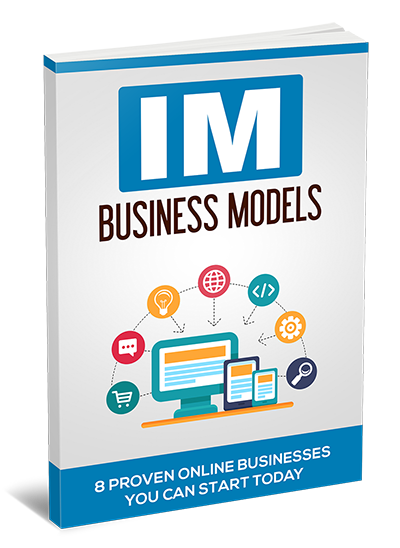 IM
BUSINESS MODELS
8 PROVEN ONLINE BUSINESSES
YOU CAN START TODAY